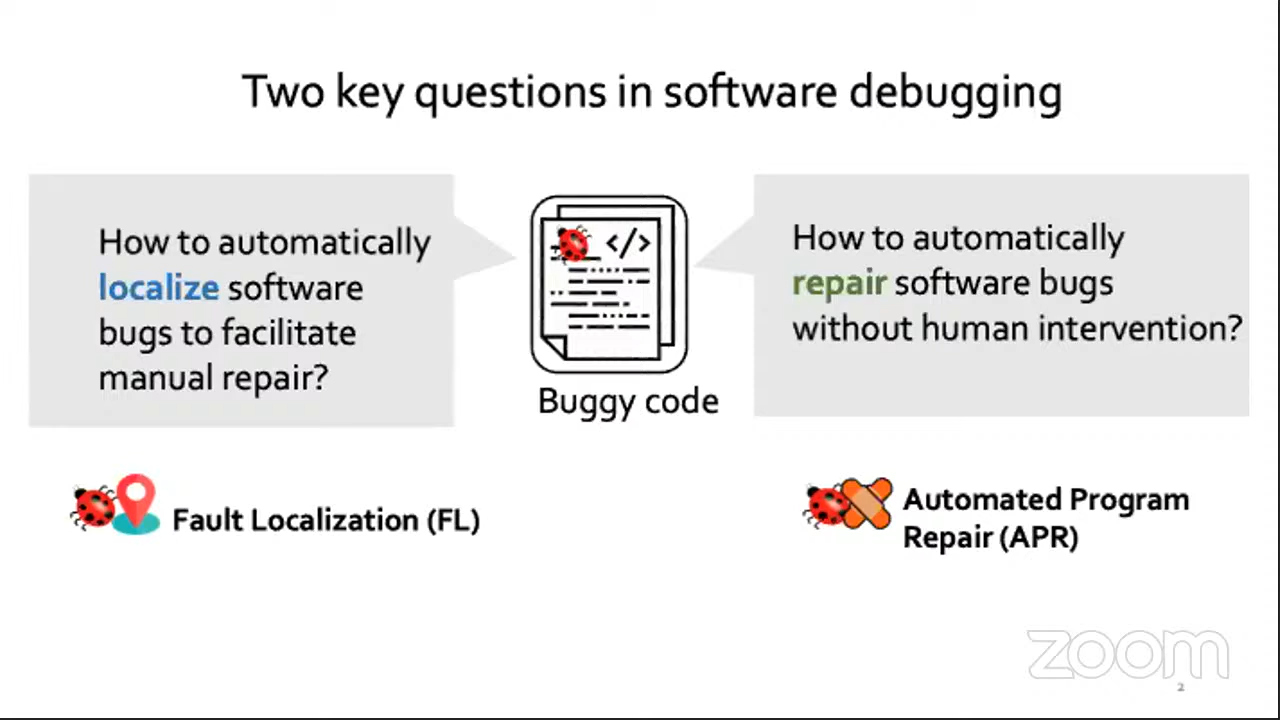 Two key questions in software debugging
How to automatically
localize software
bugs to facilitate
manual repair?
</>
Buggy code
How to automatically
repair software bugs
without human intervention?
Fault Localization (FL)
Automated Program
Repair (APR)
zoom
2